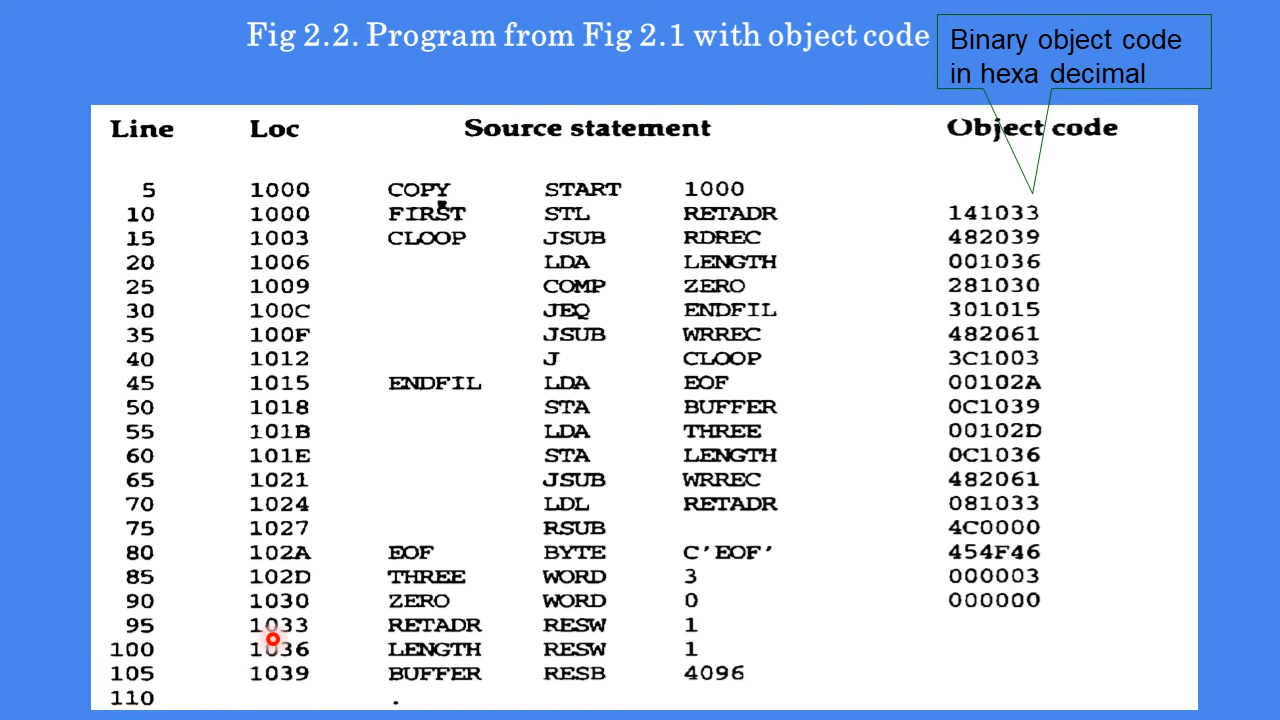 Fig 2.2. Program from Fig 2.1 with object code
Binary object code
in hexa decimal
Line Loc Source statement Object code
5 1000 COPY START 1000
10 1000 FIRST STL RETADR 141033
15 1003 CLOOP JSUB RDREC 482039
20 1006 LDA LENGTH 001036
25 1009 COMP ZERO 281030
30 100C JEQ ENDFIL 301015
35 100F JSUB WRREC 482061
40 1012 J CLOOP 3C1003
45 1015 ENDFIL LDA EOF 00102A
50 1018 STA BUFFER 0C1039
55 101B LDA THREE 00102D
60 101E STA LENGTH 0C1036
65 1021 JSUB WRREC 482061
70 1024 LDL RETADR 081033
75 1027 RSUB 4C0000
80 102A EOF BYTE C'EOF' 454F46
85 102D THREE WORD 3 000003
90 1030 ZERO WORD 0 000000
95 1033 RETADR RESW 1
100 1036 LENGTH RESW 1
105 1039 BUFFER RESB 4096
110 .